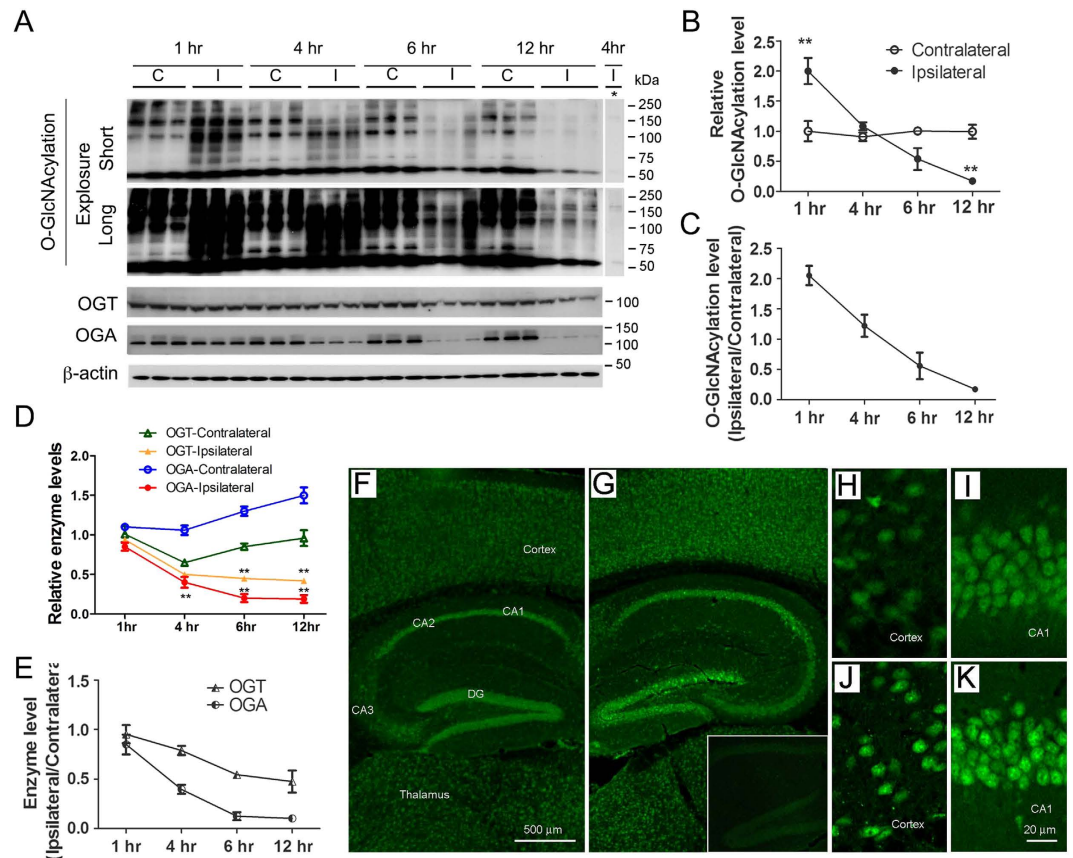 A
1 hr 4 hr 6 hr 12 hr 4hr
C I C I C I C I I
*
kDa
O-GlcNAcylation
Explosure
Short
250
150
100
75
50
Long
250
150
100
75
50
OGT
100
OGA
150
100
50
β-actin
B
Relative
O-GlcNAcylation level
2.5
2.0
1.5
1.0
0.5
0.0
**
**
Contralateral
Ipsilateral
1 hr 4 hr 6 hr 12 hr
C
O-GlcNAcylation level
(Ipsilateral/Contralateral)
2.5
2.0
1.5
1.0
0.5
0.0
1 hr 4 hr 6 hr 12 hr
D
OGT-Contralateral
OGT-Ipsilateral
OGA-Contralateral
OGA-Ipsilateral
Relative enzyme levels
2.0
1.5
1.0
0.5
0.0
** **
** ** **
1hr 4 hr 6hr 12hr
E
Enzyme level
(Ipsilateral/Contralatera
1.5
1.0
0.5
0.0
OGT
OGA
1 hr 4 hr 6 hr 12 hr
F
Cortex
CA1
CA2
DG
CA3
Thalamus
500 µm
G
H
Cortex
I
CA1
J
Cortex
K
CA1
20 µm